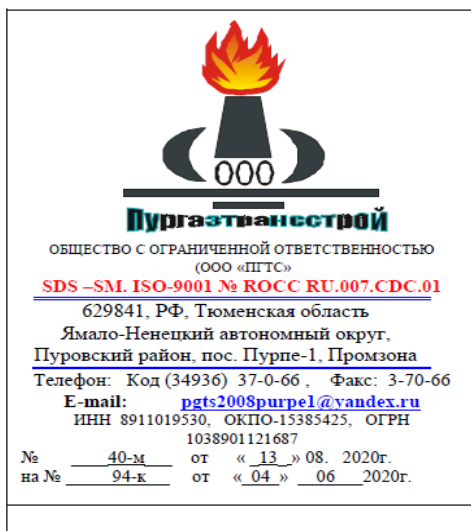 ООО
Пургазтрансстрой
ОБЩЕСТВО С ОГРАНИЧЕННОЙ ОТВЕТСТВЕННОСТЬЮ
(ООО «ПГТС»
SDS –SM. ISO-9001 № ROCC RU.007.CDC.01
629841, РФ, Тюменская область
Ямало-Ненецкий автономный округ,
Пуровский район, пос. Пурпе-1, Промзона
Телефон: Код (34936) 37-0-66 , Факс: 3-70-66
E-mail: pgts2008purpe1@yandex.ru
ИНН 8911019530, ОКПО-15385425, ОГРН
1038901121687
№ 40-м от « 13 » 08. 2020г.
на № 94-к от « 04 » 06 2020г.